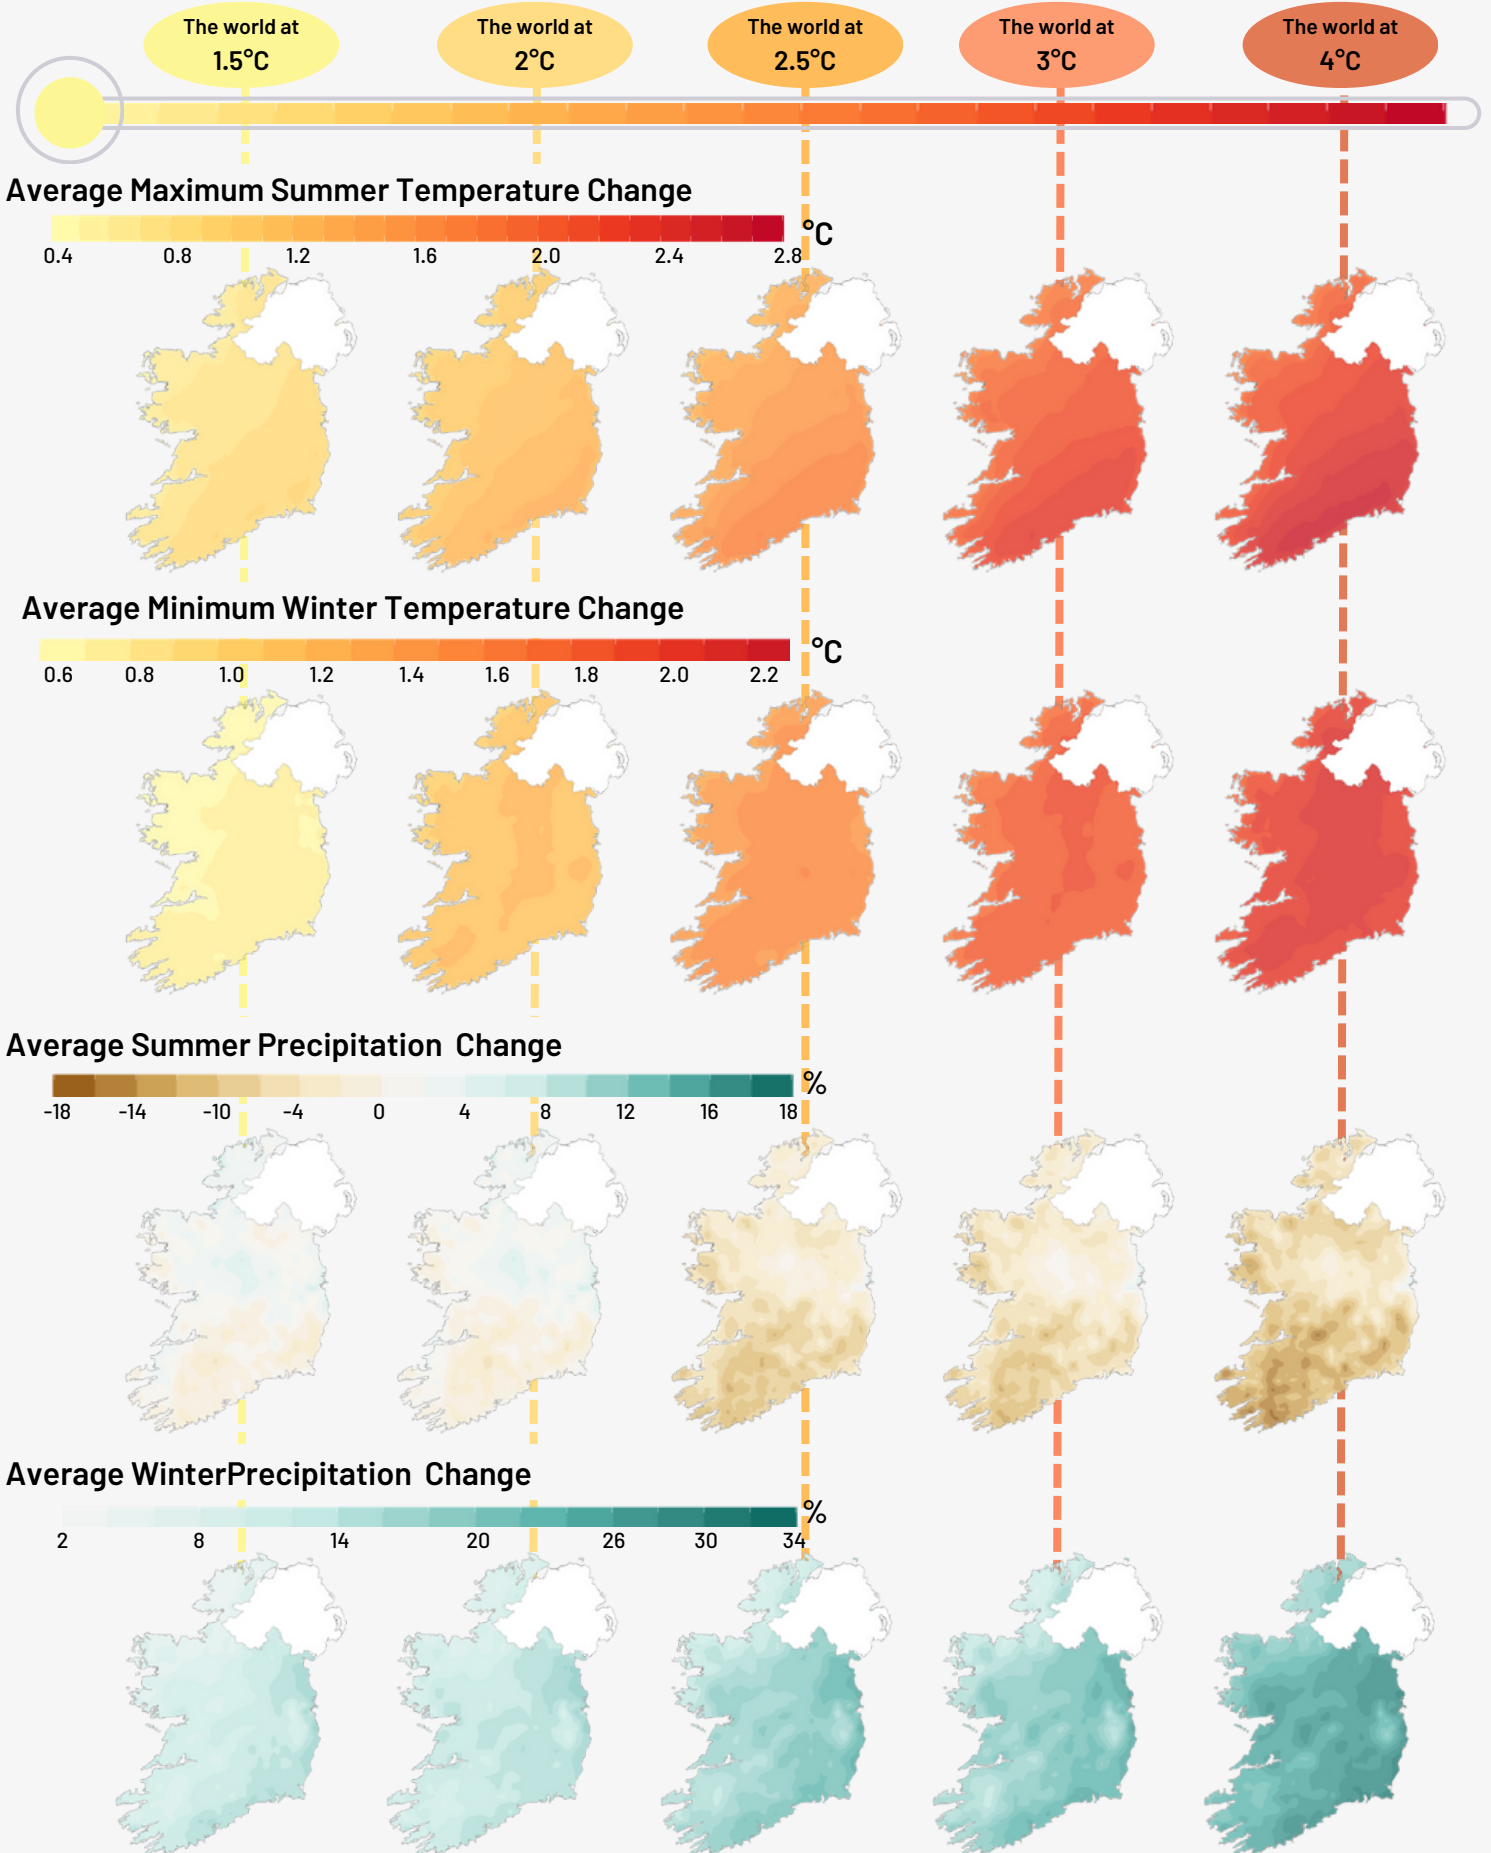 The world at
1.5°C
The world at
2°C
The world at
2.5°C
The world at
3°C
The world at
4°C
Average Maximum Summer Temperature Change
°C
0.4 0.8 1.2 1.6 2.0 2.4 2.8
Average Minimum Winter Temperature Change
°C
0.6 0.8 1.0 1.2 1.4 1.6 1.8 2.0 2.2
Average Summer Precipitation Change
%
-18 -14 -10 -4 0 4 8 12 16 18
Average WinterPrecipitation Change
%
2 8 14 20 26 30 34